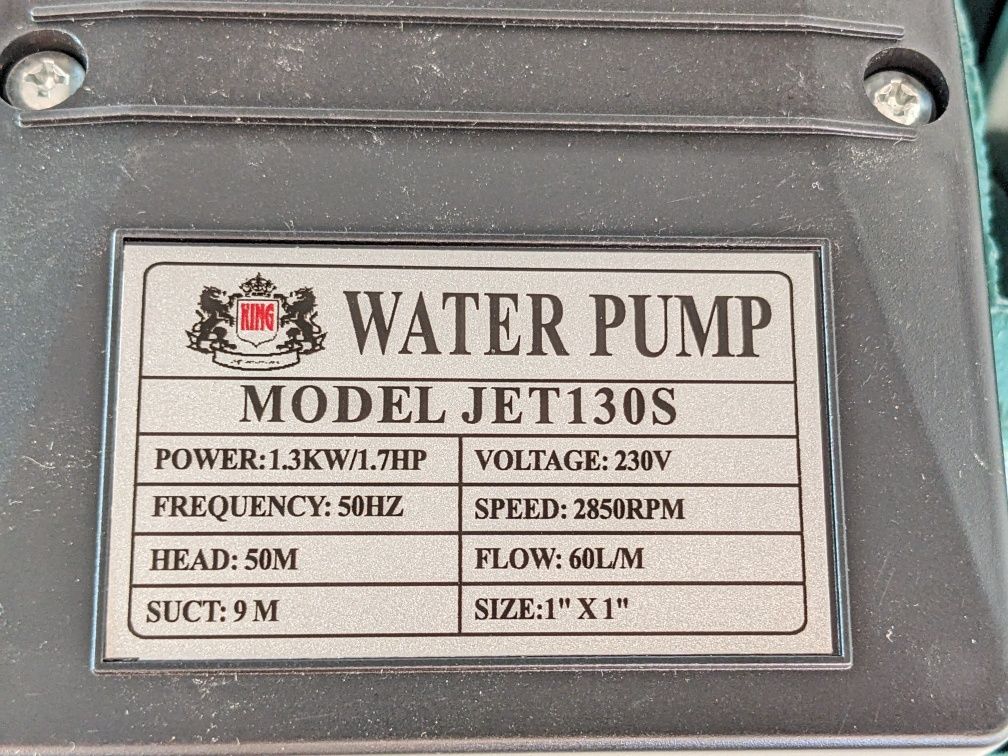 KING
WATER PUMP
MODEL JET130S
POWER:1.3KW/1.7HP
VOLTAGE: 230V
FREQUENCY: 50HZ
SPEED: 2850RPM
HEAD: 50M
FLOW: 60L/M
SUCT: 9 M
SIZE:1" X 1"